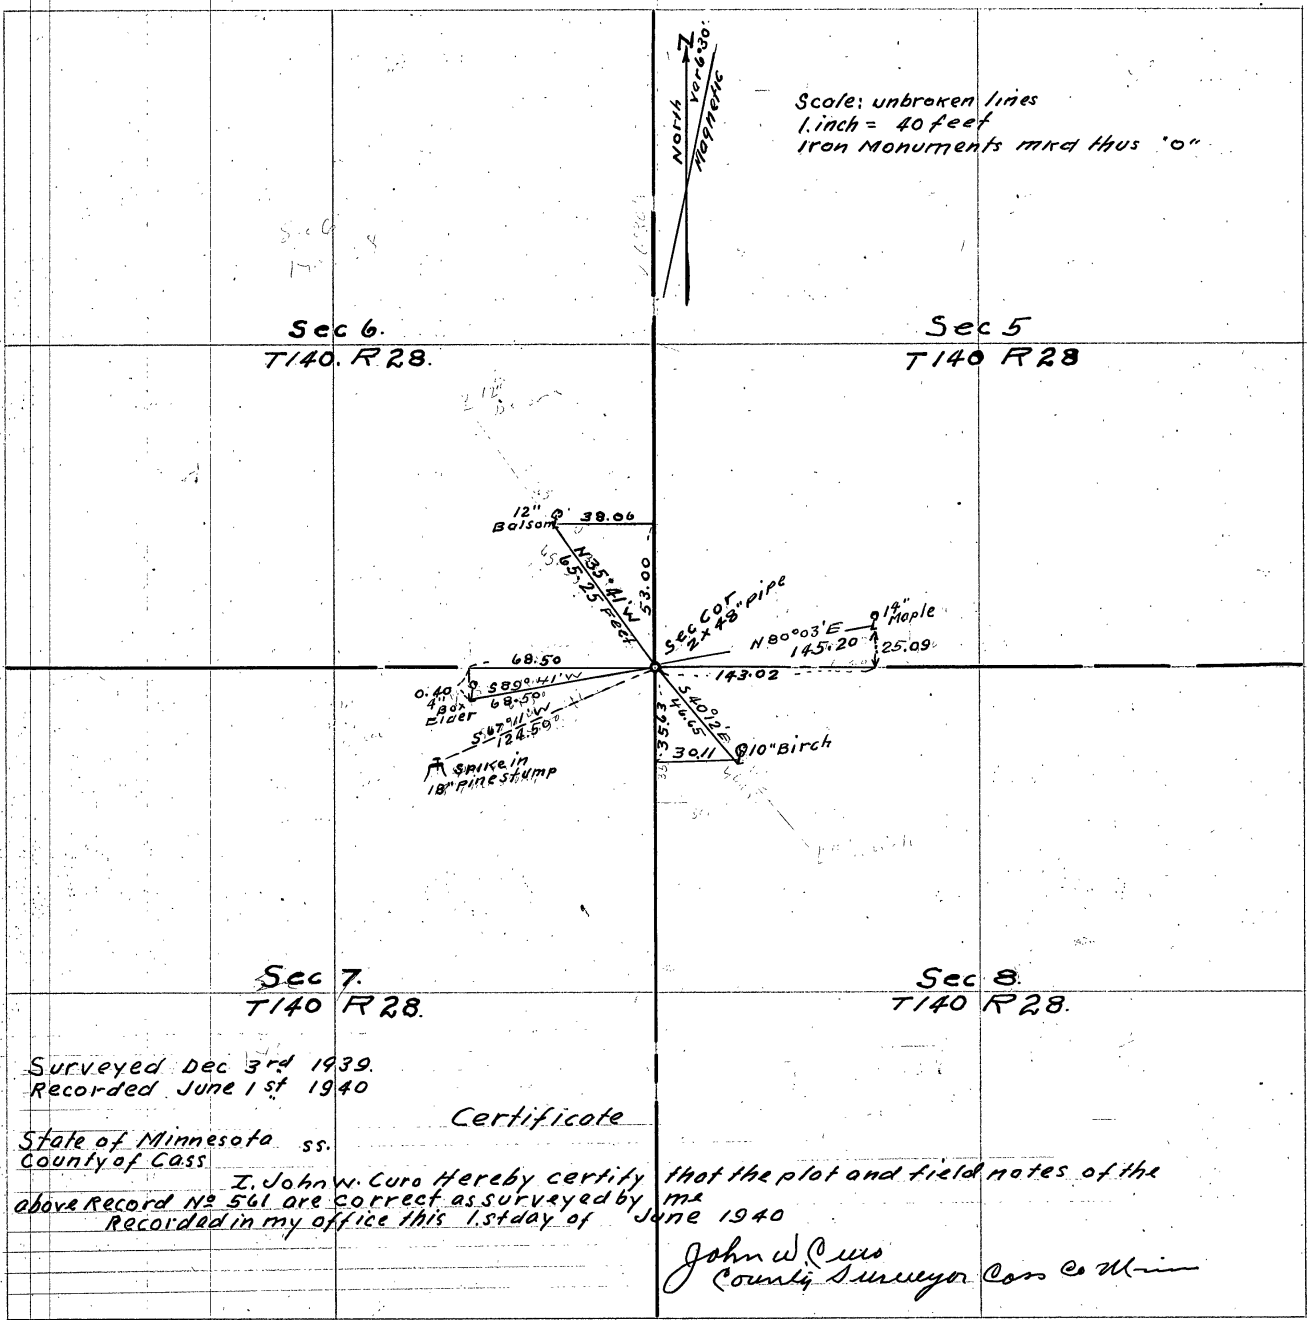 North
N
Var 6°30'
Magnetic
Scale: unbroken lines
1.inch = 40 feet
Iron Monuments mkd thus "o"
Sec 6.
T140. R28.
Sec 5
T140 R28
12"
Balsom
38.06
N35°41'W
65.25 Feet
53.00
Sec Cor
2 x 48" pipe
14"
Maple
N80°03'E
145.20
25.09
143.02
68.50
0.40
S89°41'W
68.50
4"
Box
Elder
S67°11'W
124.50
Spike in
18" Pine stump
S40°12'E
46.65
35.63
30.11
10" Birch
Sec 7.
T140 R28.
Sec 8.
T140 R28.
Surveyed Dec 3rd 1939.
Recorded June 1st 1940
Certificate
State of Minnesota ss.
County of Cass
I. John W. Curo Hereby certify that the plot and field notes of the
above Record No 561 are correct as surveyed by me
Recorded in my office this 1.st day of June 1940
John W. Curo
County Surveyor Cass Co Minn